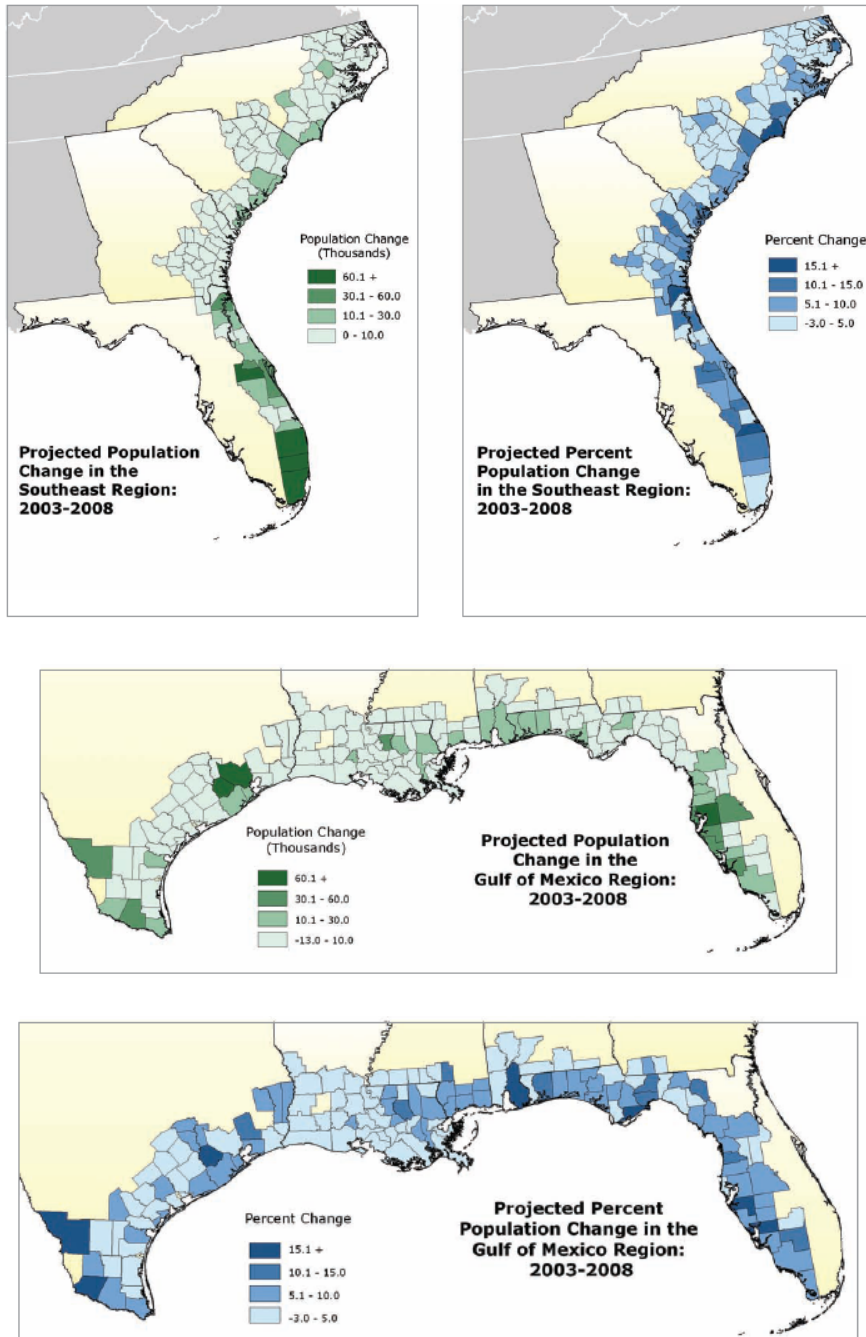 Population Change
(Thousands)
60.1 +
30.1 - 60.0
10.1 - 30.0
0 - 10.0
Projected Population
Change in the
Southeast Region:
2003-2008
Percent Change
15.1 +
10.1 - 15.0
5.1 - 10.0
-3.0 - 5.0
Projected Percent
Population Change
in the Southeast Region:
2003-2008
Population Change
(Thousands)
60.1 +
30.1 - 60.0
10.1 - 30.0
-13.0 - 10.0
Projected Population
Change in the
Gulf of Mexico Region:
2003-2008
Percent Change
15.1 +
10.1 - 15.0
5.1 - 10.0
-3.0 - 5.0
Projected Percent
Population Change in the
Gulf of Mexico Region:
2003-2008